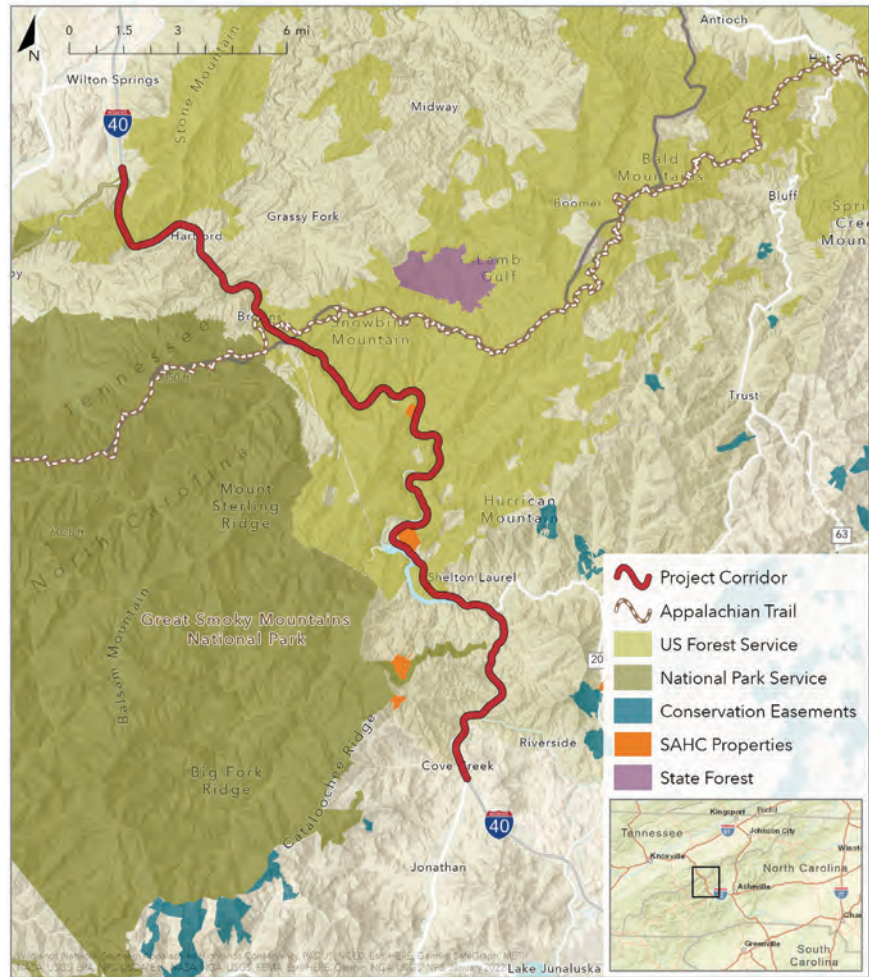 0 1.5 3 6 mi
N
Antioch
Wilton Springs
Stone Mountain
40
Midway
Bald
Mountains
Boomer
Bluff
Grassy Fork
Hartford
Lamb
Gulf
Snowbird
Mountain
Tennessee
North Carolina
Trust
Mount
Sterling
Ridge
Hurrican
Mountain
63
Shelton Laurel
Great Smoky Mountains
National Park
Balsam Mountain
20
Big Fork
Ridge
Cataloochee Ridge
Riverside
Cove Creek
40
Jonathan
Lake Junaluska
Project Corridor
Appalachian Trail
US Forest Service
National Park Service
Conservation Easements
SAHC Properties
State Forest
Kingsport
Tennessee
Johnson City
Knoxville
North Carolina
Asheville
Greenville
South
Carolina